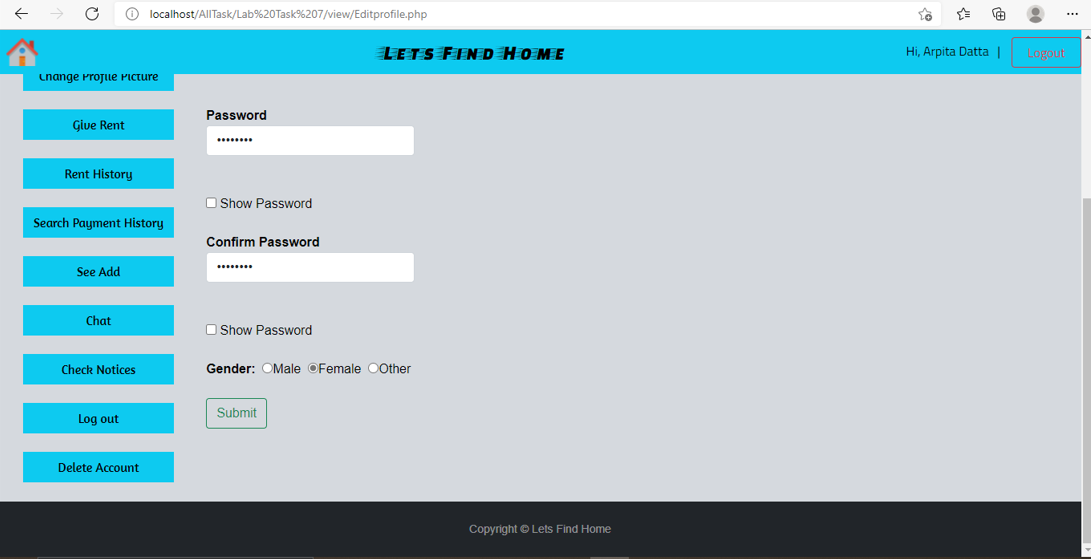 localhost/AllTask/Lab%20Task%207/view/Editprofile.php
Lets Find Home
Hi, Arpita Datta |
Logout
Change Profile Picture
Give Rent
Rent History
Search Payment History
See Add
Chat
Check Notices
Log out
Delete Account
Password
••••••••
Show Password
Confirm Password
••••••••
Show Password
Gender: Male Female Other
Submit
Copyright © Lets Find Home